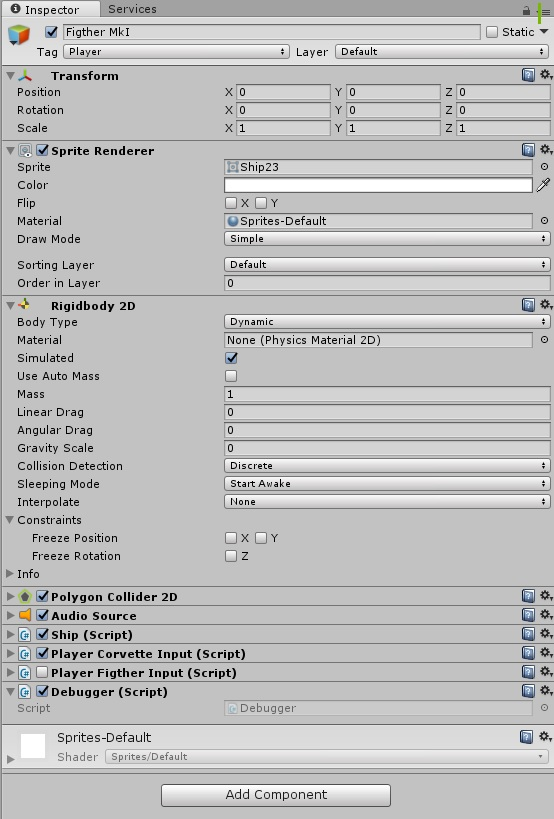 Inspector Services
Figther MkI Static
Tag Player Layer Default
Transform
Position X 0 Y 0 Z 0
Rotation X 0 Y 0 Z 0
Scale X 1 Y 1 Z 1
Sprite Renderer
Sprite Ship23
Color
Flip X Y
Material Sprites-Default
Draw Mode Simple
Sorting Layer Default
Order in Layer 0
Rigidbody 2D
Body Type Dynamic
Material None (Physics Material 2D)
Simulated
Use Auto Mass
Mass 1
Linear Drag 0
Angular Drag 0
Gravity Scale 0
Collision Detection Discrete
Sleeping Mode Start Awake
Interpolate None
Constraints
Freeze Position X Y
Freeze Rotation Z
Info
Polygon Collider 2D
Audio Source
C# Ship (Script)
C# Player Corvette Input (Script)
C# Player Figther Input (Script)
C# Debugger (Script)
Script Debugger
Sprites-Default
Shader Sprites/Default
Add Component